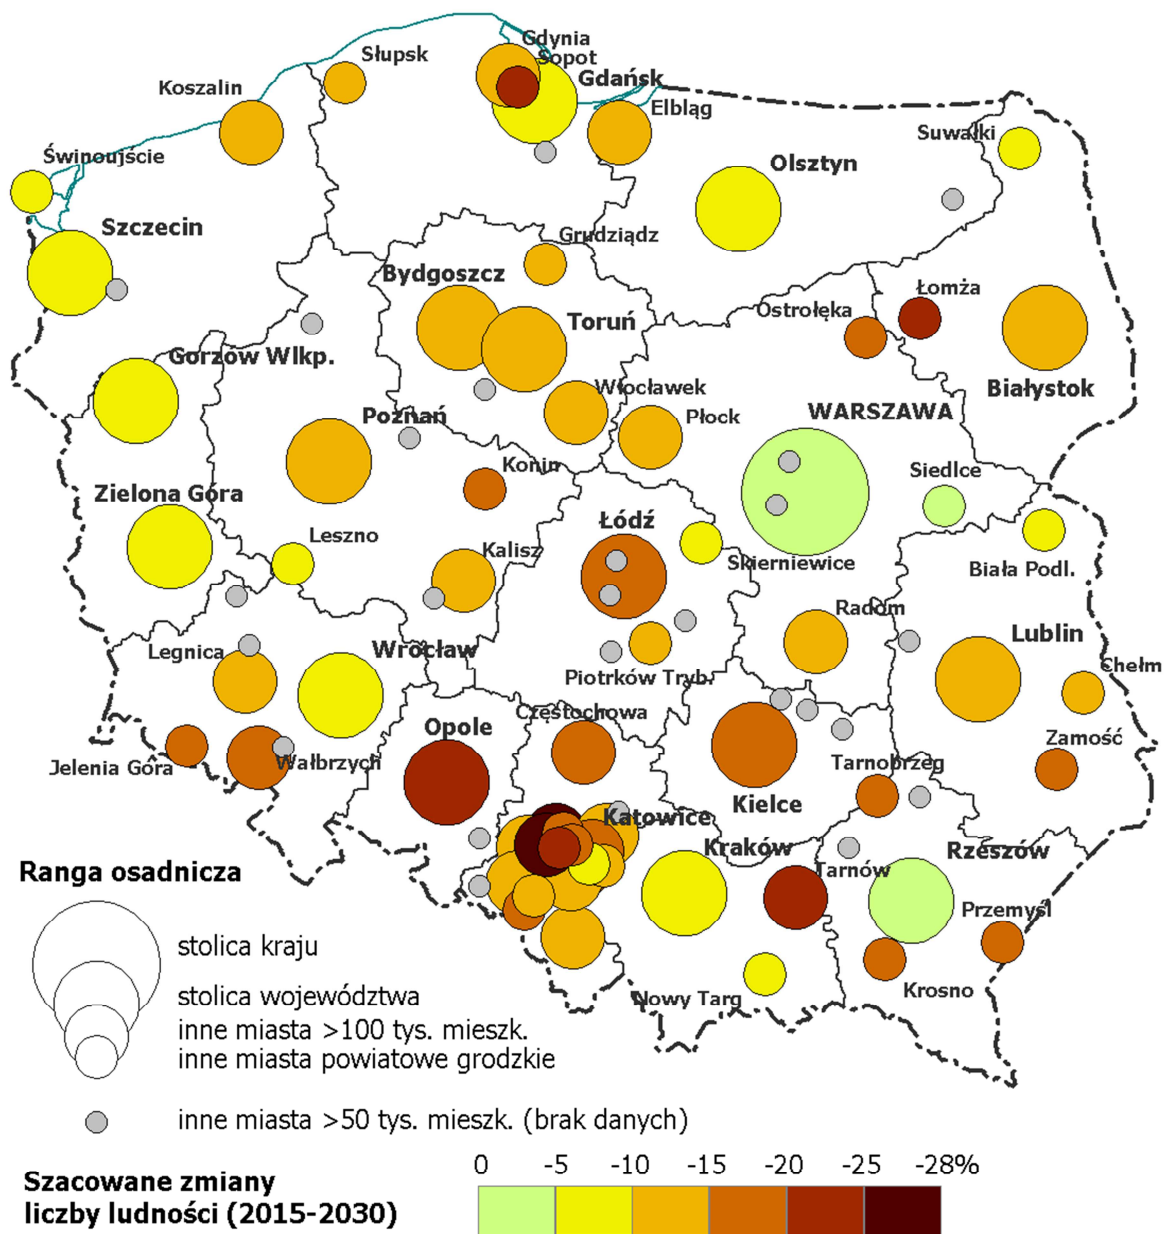 Gdynia
Słupsk
Sopot
Gdańsk
Koszalin
Elbląg
Suwałki
Świnoujście
Olsztyn
Szczecin
Grudziądz
Bydgoszcz
Łomża
Ostrołęka
Toruń
Gorzów Wlkp.
Włocławek
Białystok
WARSZAWA
Poznań
Płock
Konin
Siedlce
Zielona Góra
Łódź
Leszno
Kalisz
Skierniewice
Biała Podl.
Radom
Lublin
Wrocław
Legnica
Chełm
Piotrków Tryb.
Częstochowa
Opole
Zamość
Jelenia Góra
Wałbrzych
Tarnobrzeg
Kielce
Katowice
Kraków
Rzeszów
Tarnów
Przemyśl
Krosno
Nowy Targ
Ranga osadnicza
stolica kraju
stolica województwa
inne miasta >100 tys. mieszk.
inne miasta powiatowe grodzkie
inne miasta >50 tys. mieszk. (brak danych)
Szacowane zmiany
liczby ludności (2015-2030)
0 -5 -10 -15 -20 -25 -28%